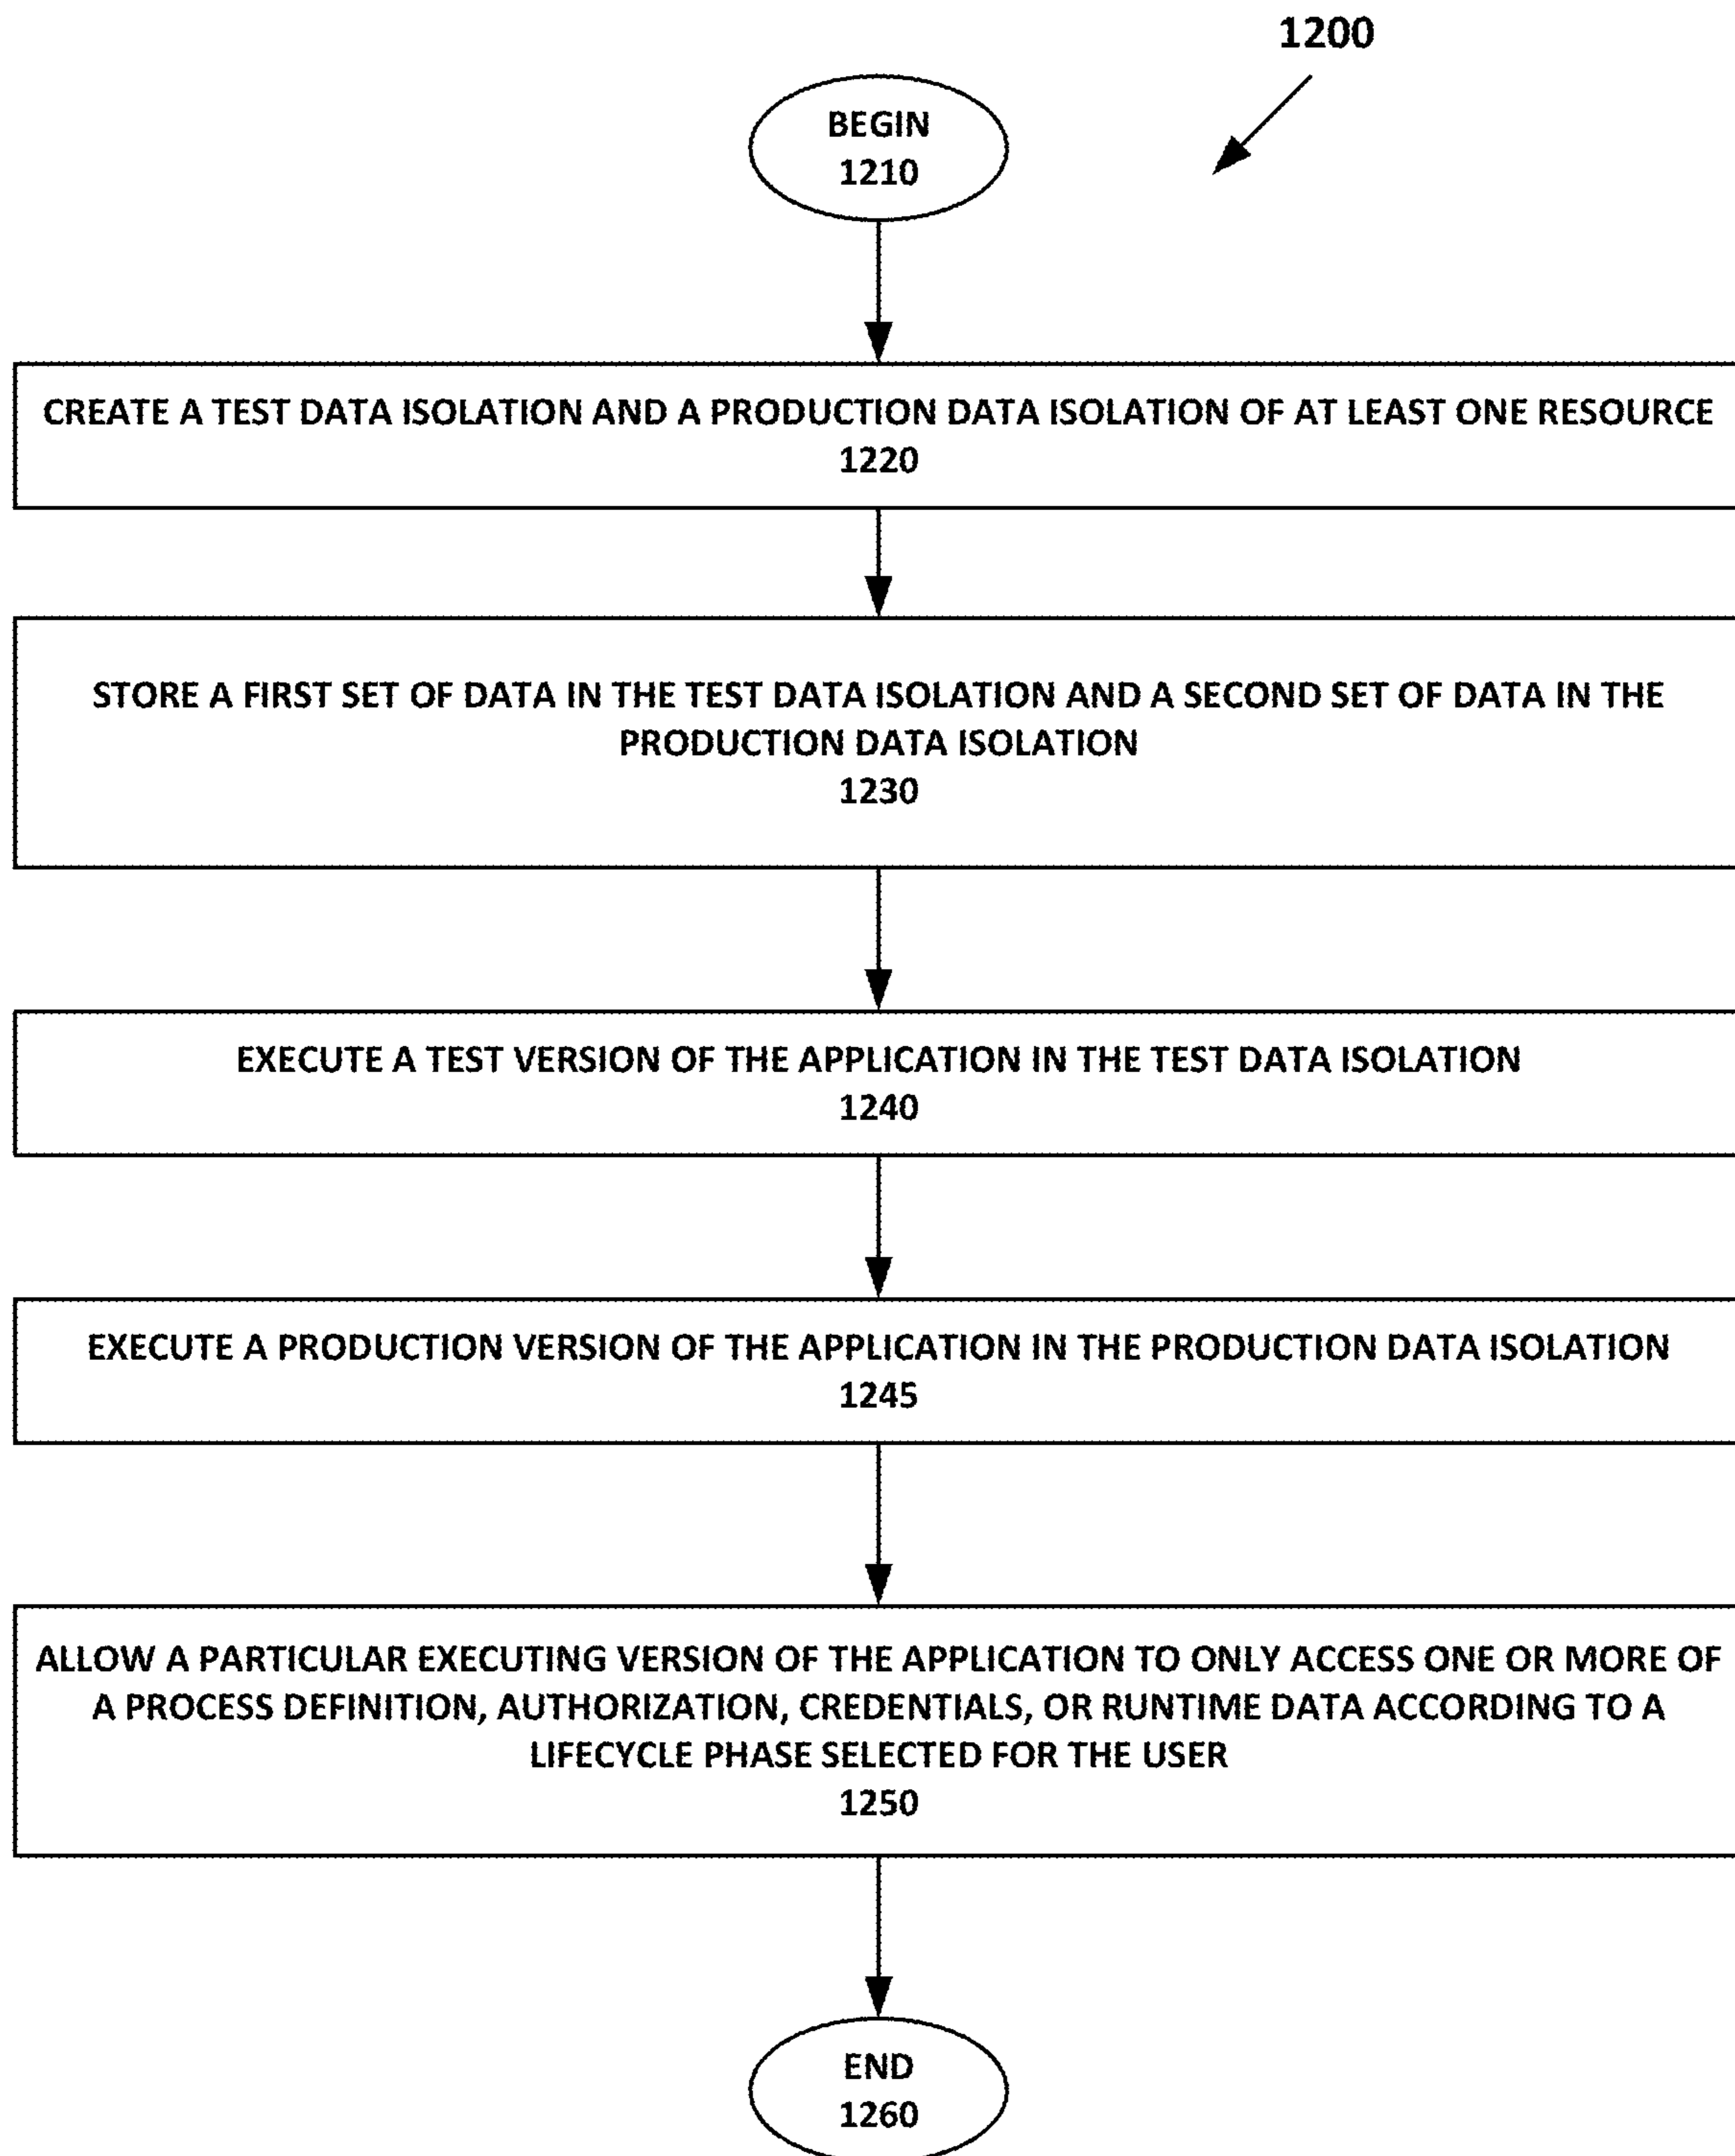 1200
BEGIN
1210
CREATE A TEST DATA ISOLATION AND A PRODUCTION DATA ISOLATION OF AT LEAST ONE RESOURCE
1220
STORE A FIRST SET OF DATA IN THE TEST DATA ISOLATION AND A SECOND SET OF DATA IN THE
PRODUCTION DATA ISOLATION
1230
EXECUTE A TEST VERSION OF THE APPLICATION IN THE TEST DATA ISOLATION
1240
EXECUTE A PRODUCTION VERSION OF THE APPLICATION IN THE PRODUCTION DATA ISOLATION
1245
ALLOW A PARTICULAR EXECUTING VERSION OF THE APPLICATION TO ONLY ACCESS ONE OR MORE OF
A PROCESS DEFINITION, AUTHORIZATION, CREDENTIALS, OR RUNTIME DATA ACCORDING TO A
LIFECYCLE PHASE SELECTED FOR THE USER
1250
END
1260